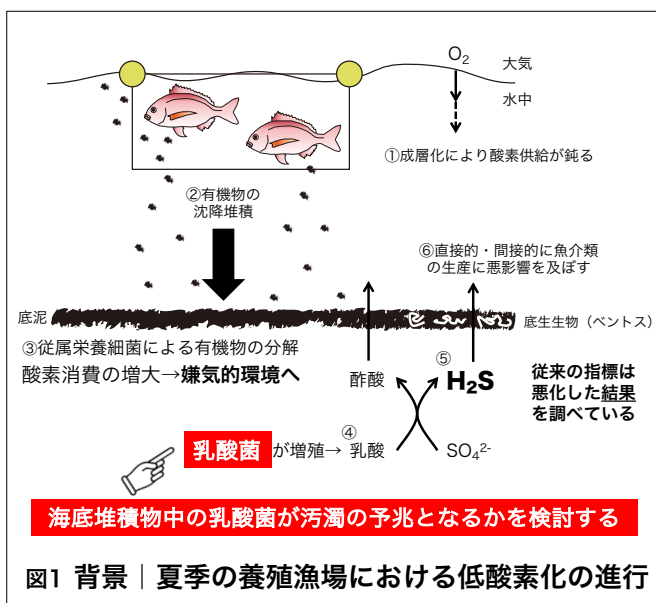 O₂
大気
水中
①成層化により酸素供給が鈍る
②有機物の
沈降堆積
⑥直接的・間接的に魚介類
の生産に悪影響を及ぼす
底泥
底生生物（ベントス）
③従属栄養細菌による有機物の分解
酸素消費の増大→嫌気的環境へ
酢酸
⑤
H₂S
従来の指標は
悪化した結果
を調べている
乳酸菌が増殖→
④
乳酸
SO₄²⁻
海底堆積物中の乳酸菌が汚濁の予兆となるかを検討する
図1 背景｜夏季の養殖漁場における低酸素化の進行